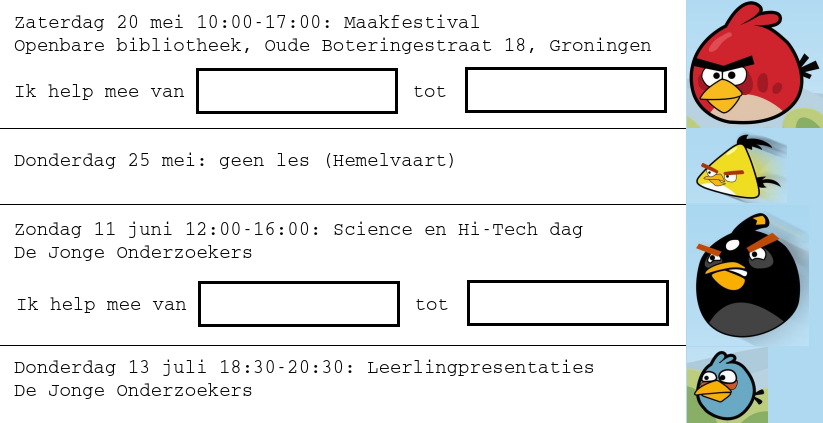 Zaterdag 20 mei 10:00-17:00: Maakfestival
Openbare bibliotheek, Oude Boteringestraat 18, Groningen
Ik help mee van tot
Donderdag 25 mei: geen les (Hemelvaart)
Zondag 11 juni 12:00-16:00: Science en Hi-Tech dag
De Jonge Onderzoekers
Ik help mee van tot
Donderdag 13 juli 18:30-20:30: Leerlingpresentaties
De Jonge Onderzoekers